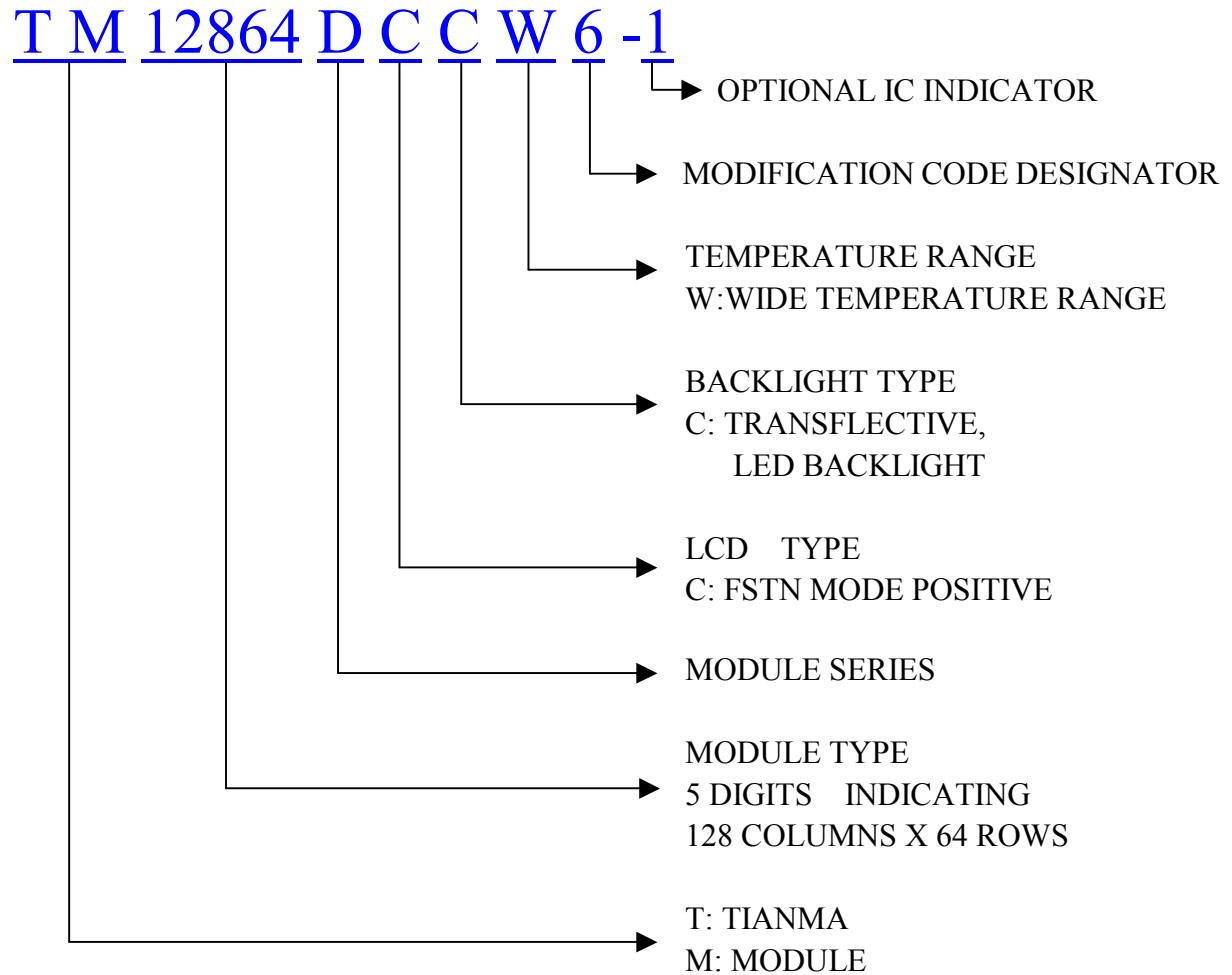 T M 12864 D C C W 6 -1
OPTIONAL IC INDICATOR
MODIFICATION CODE DESIGNATOR
TEMPERATURE RANGE
W:WIDE TEMPERATURE RANGE
BACKLIGHT TYPE
C: TRANSFLECTIVE,
LED BACKLIGHT
LCD TYPE
C: FSTN MODE POSITIVE
MODULE SERIES
MODULE TYPE
5 DIGITS INDICATING
128 COLUMNS X 64 ROWS
T: TIANMA
M: MODULE